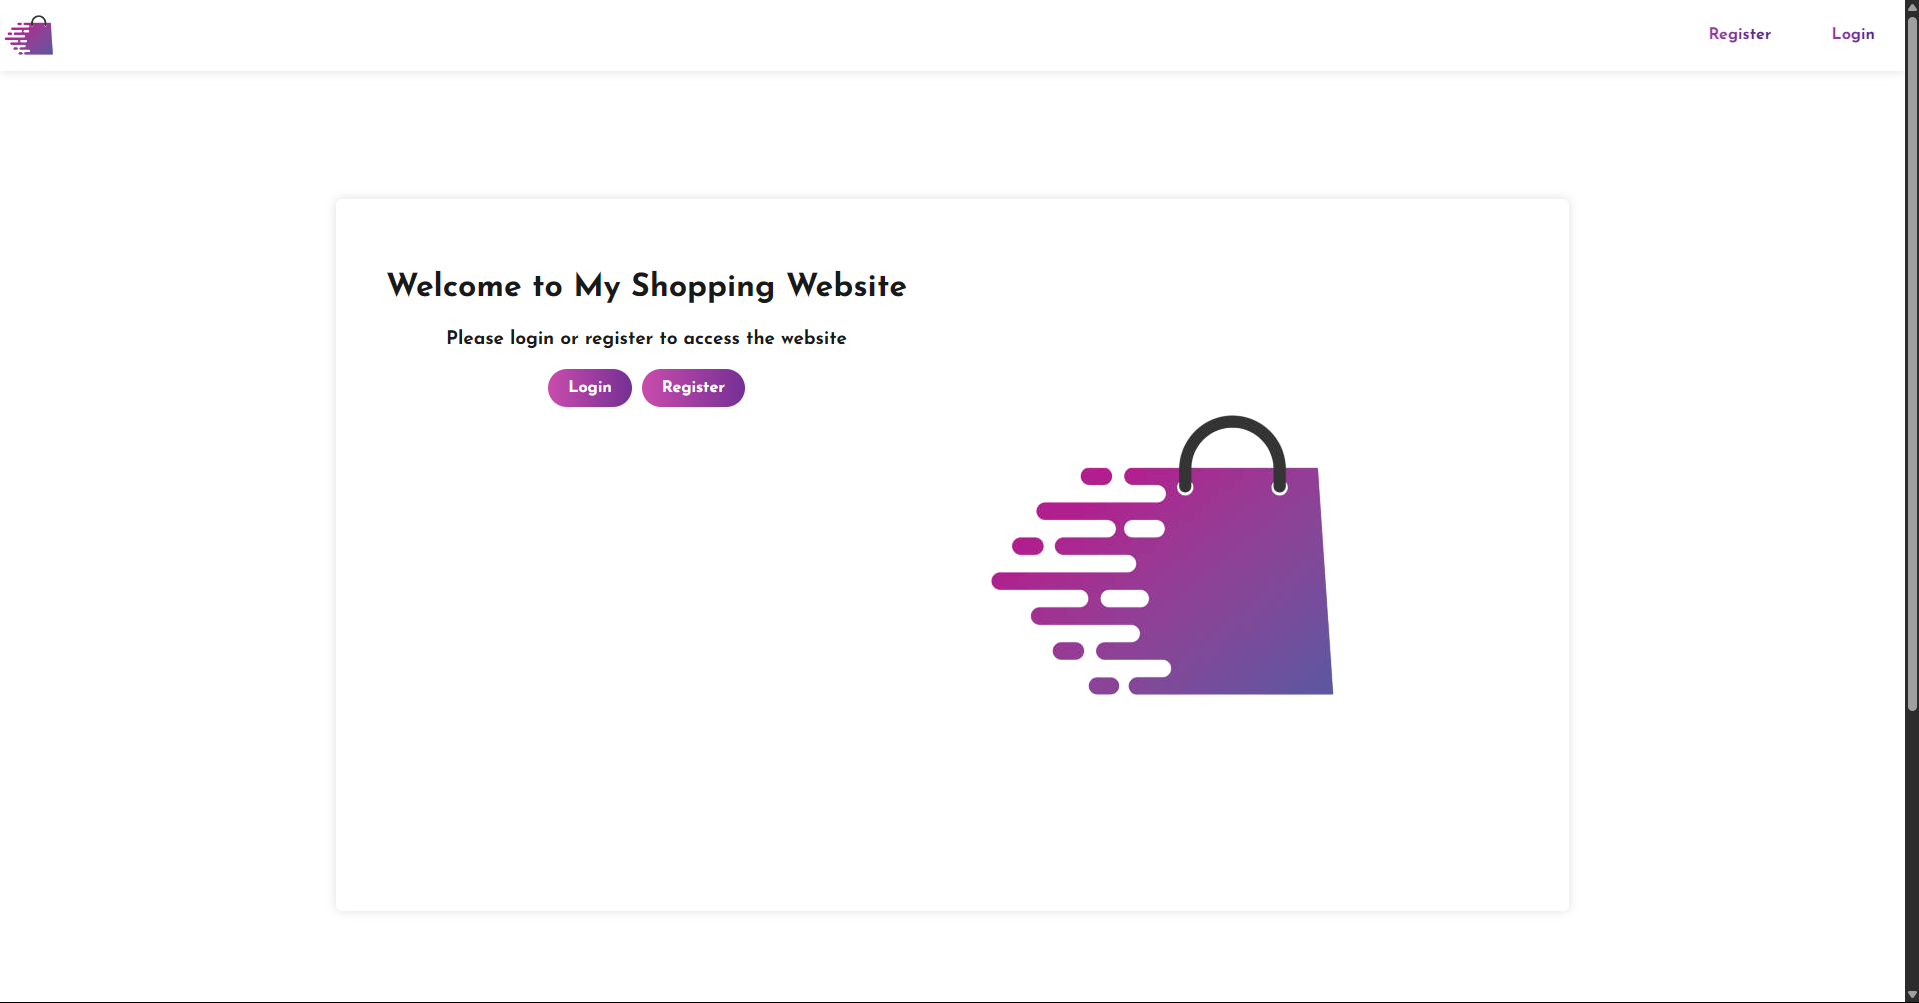 Register Login
Welcome to My Shopping Website
Please login or register to access the website
Login Register